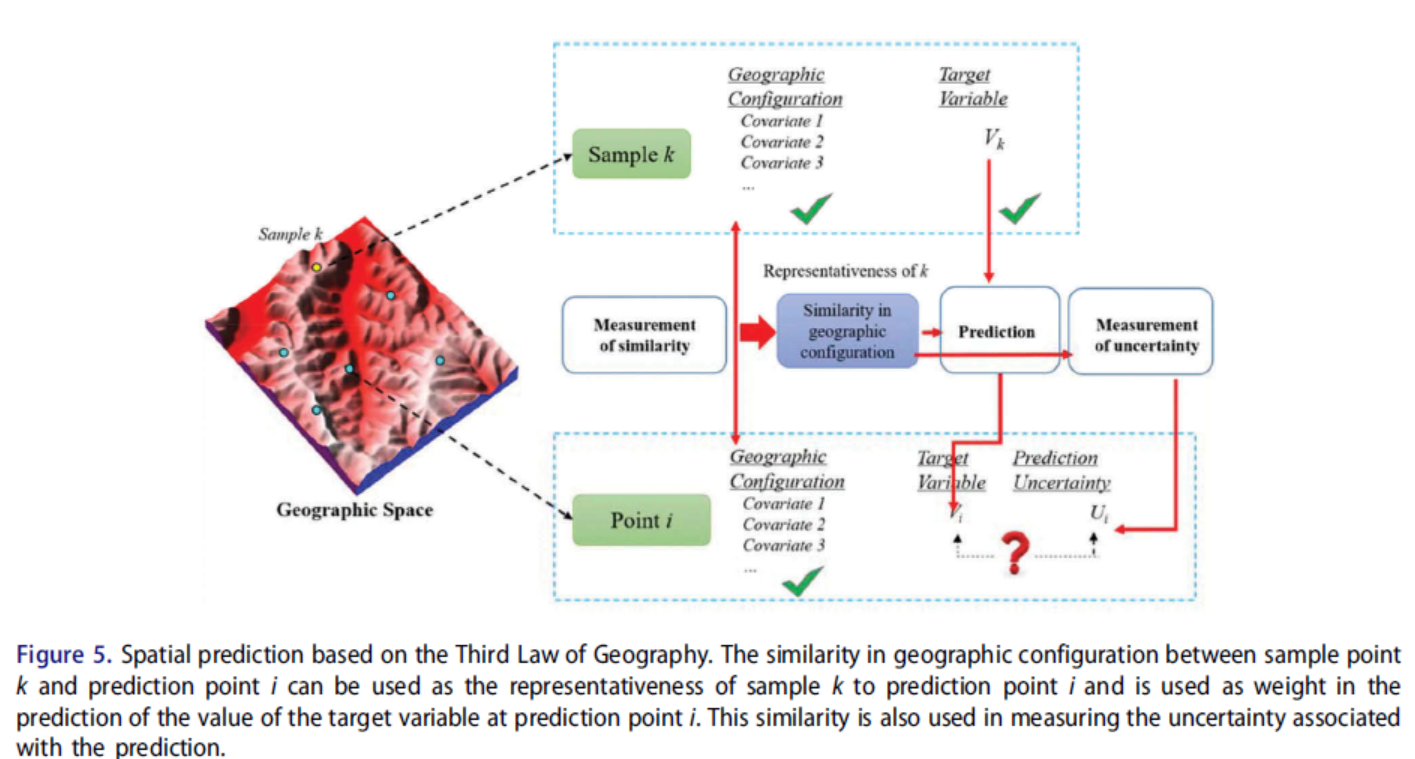 Geographic
Configuration
Covariate 1
Covariate 2
Covariate 3
...
Target
Variable
V_k
Sample k
Sample k
Representativeness of k
Measurement
of similarity
Similarity in
geographic
configuration
Prediction
Measurement
of uncertainty
Geographic
Configuration
Covariate 1
Covariate 2
Covariate 3
...
Target
Variable
V_i
Prediction
Uncertainty
U_i
?
Point i
Geographic Space
Figure 5. Spatial prediction based on the Third Law of Geography. The similarity in geographic configuration between sample point
k and prediction point i can be used as the representativeness of sample k to prediction point i and is used as weight in the
prediction of the value of the target variable at prediction point i. This similarity is also used in measuring the uncertainty associated
with the prediction.